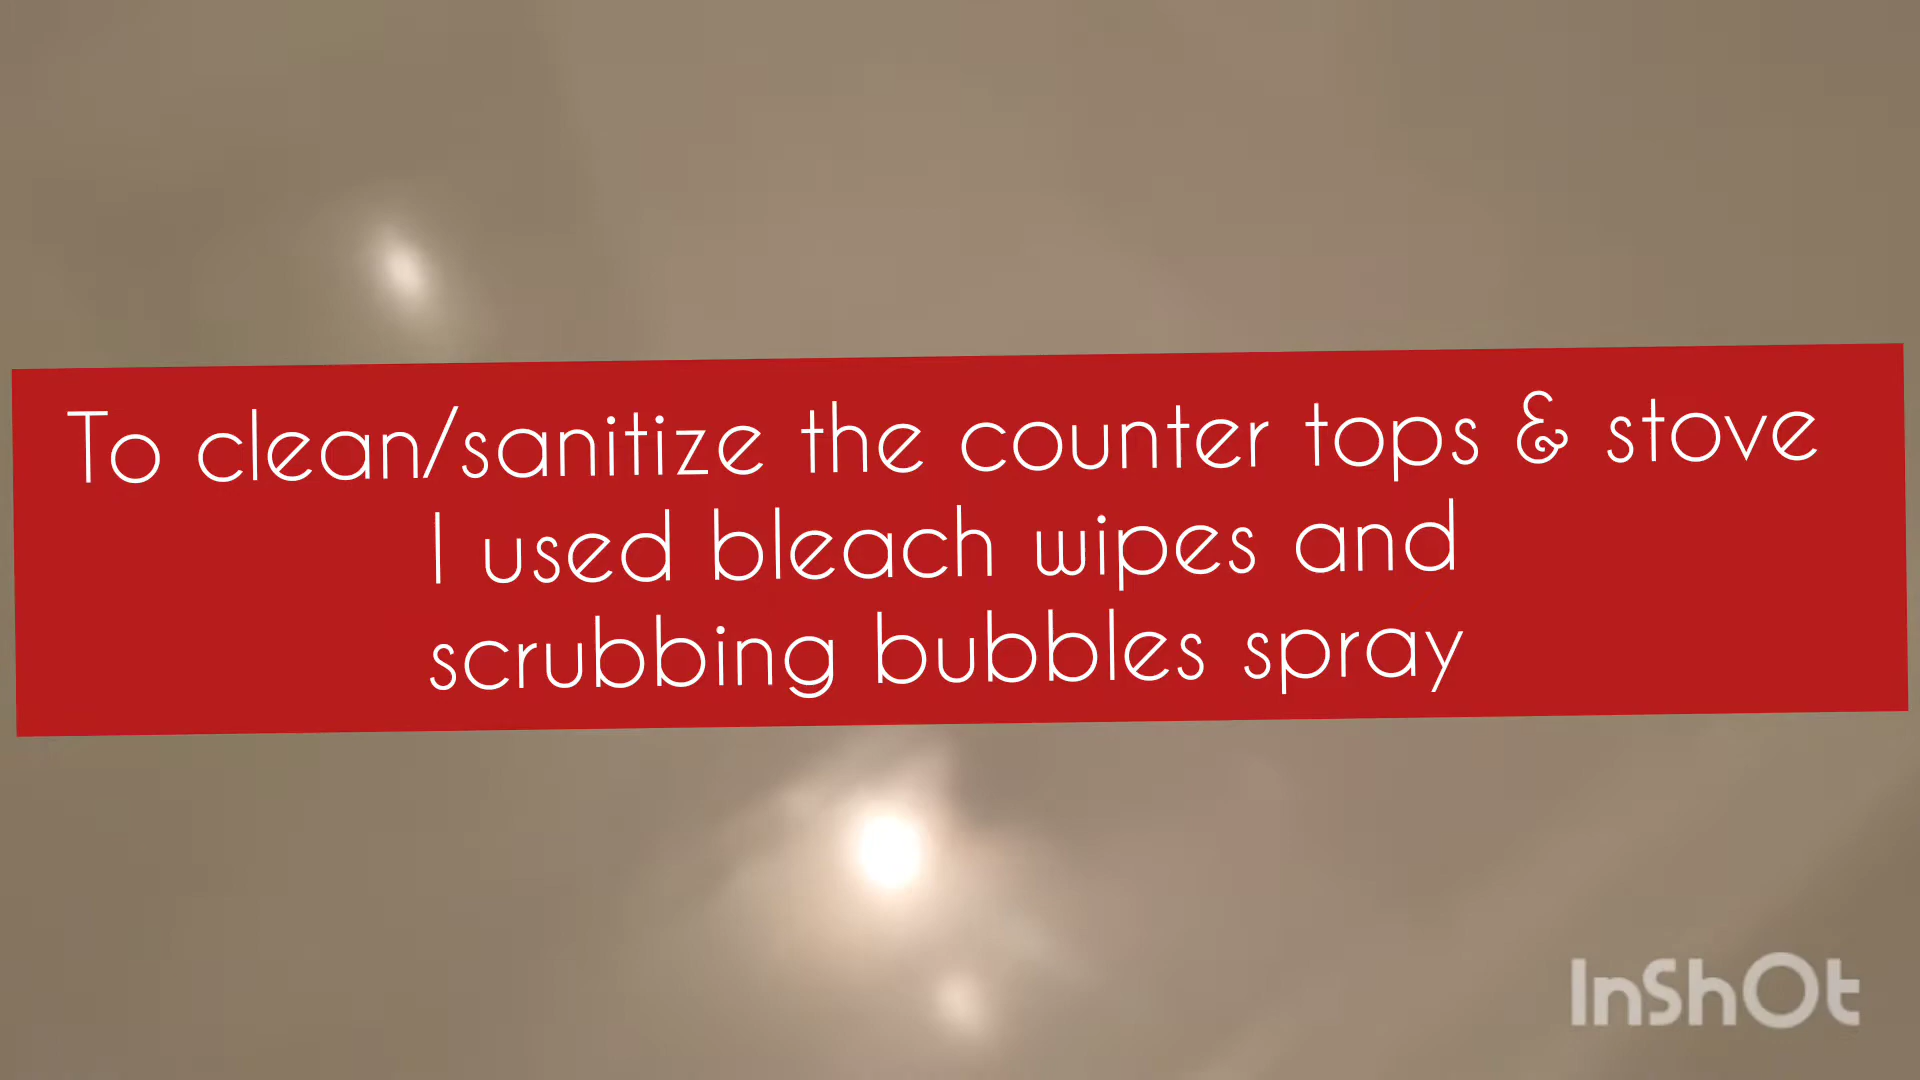 To clean/sanitize the counter tops & stove
I used bleach wipes and
scrubbing bubbles spray
InShOt